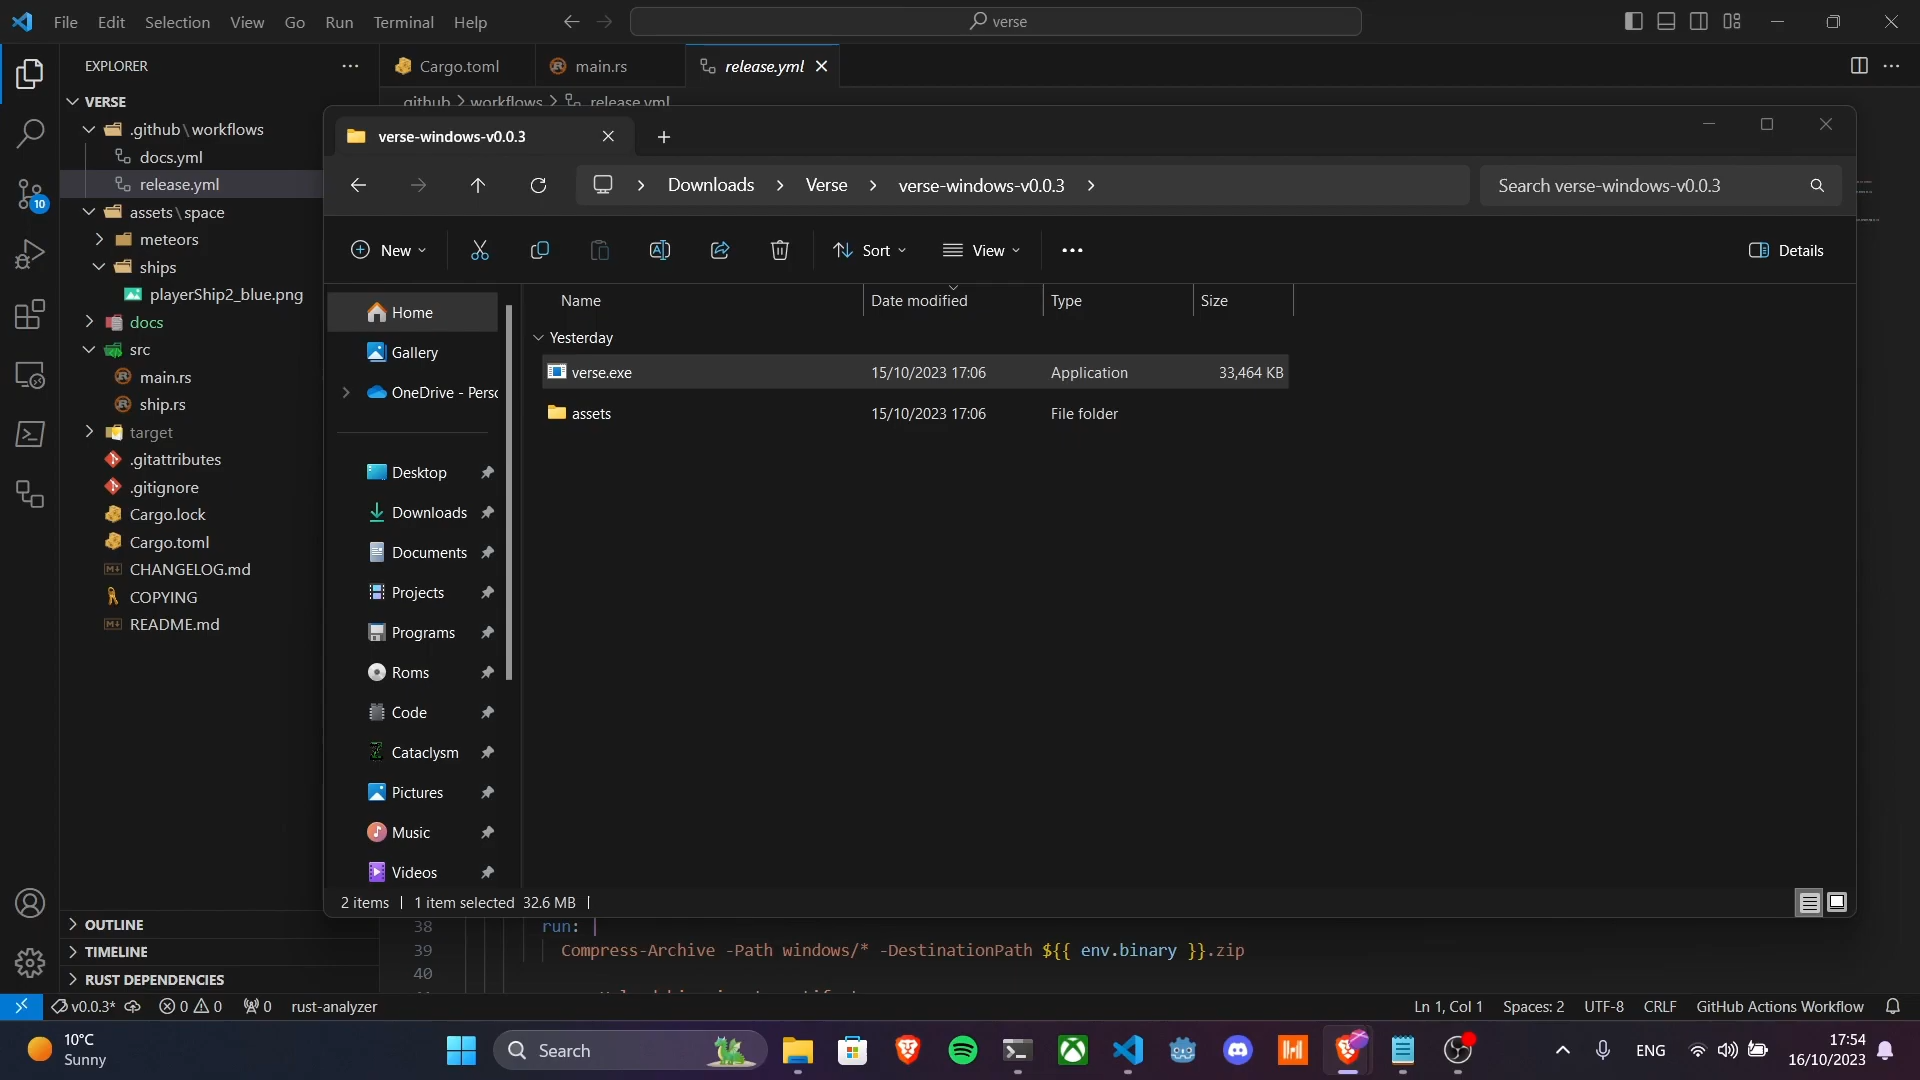 File Edit Selection View Go Run Terminal Help
verse
EXPLORER
Cargo.toml
main.rs
release.yml
VERSE
.github\workflows
docs.yml
release.yml
assets\space
meteors
ships
playerShip2_blue.png
docs
src
main.rs
ship.rs
target
.gitattributes
.gitignore
Cargo.lock
Cargo.toml
CHANGELOG.md
COPYING
README.md
OUTLINE
TIMELINE
RUST DEPENDENCIES
10
github > workflows > release.yml
verse-windows-v0.0.3
Downloads > Verse > verse-windows-v0.0.3
Search verse-windows-v0.0.3
New
Sort
View
Details
Home
Gallery
OneDrive - Perso
Desktop
Downloads
Documents
Projects
Programs
Roms
Code
Cataclysm
Pictures
Music
Videos
Name Date modified Type Size
Yesterday
verse.exe 15/10/2023 17:06 Application 33,464 KB
assets 15/10/2023 17:06 File folder
2 items | 1 item selected 32.6 MB |
38 run: |
39 Compress-Archive -Path windows/* -DestinationPath ${{ env.binary }}.zip
40
v0.0.3* 0 0 0 rust-analyzer
Ln 1, Col 1 Spaces: 2 UTF-8 CRLF GitHub Actions Workflow
10°C
Sunny
Search
ENG
17:54
16/10/2023